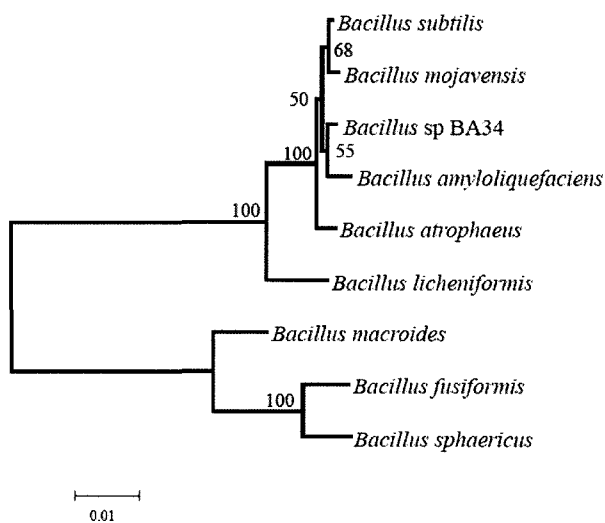 Bacillus subtilis
68
Bacillus mojavensis
50
Bacillus sp BA34
100
55
Bacillus amyloliquefaciens
100
Bacillus atrophaeus
Bacillus licheniformis
Bacillus macroides
Bacillus fusiformis
100
Bacillus sphaericus
0.01